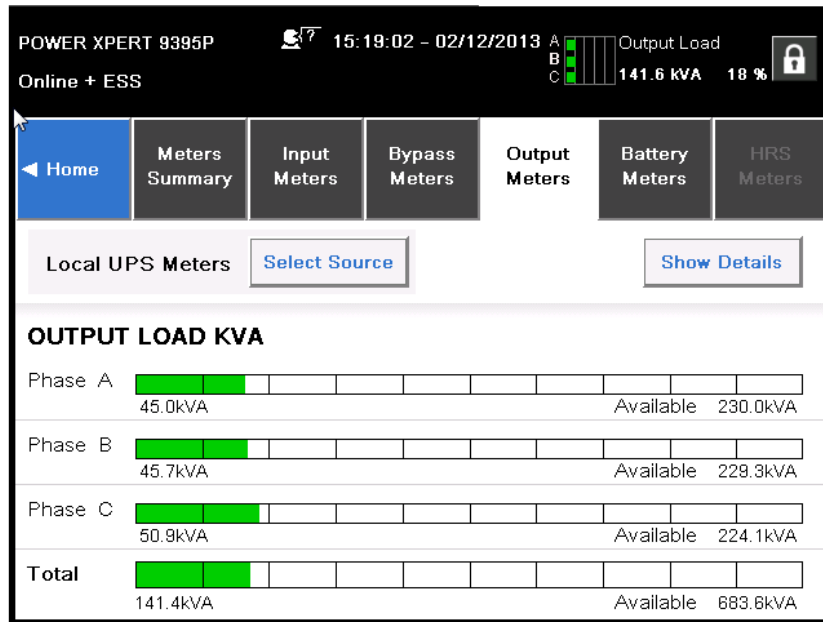 POWER XPERT 9395P
15:19:02 - 02/12/2013
A
B
C
Output Load
141.6 kVA 18 %
Online + ESS
Home
Meters Summary
Input Meters
Bypass Meters
Output Meters
Battery Meters
HRS Meters
Local UPS Meters
Select Source
Show Details
OUTPUT LOAD KVA
Phase A
45.0kVA Available 230.0kVA
Phase B
45.7kVA Available 229.3kVA
Phase C
50.9kVA Available 224.1kVA
Total
141.4kVA Available 683.6kVA